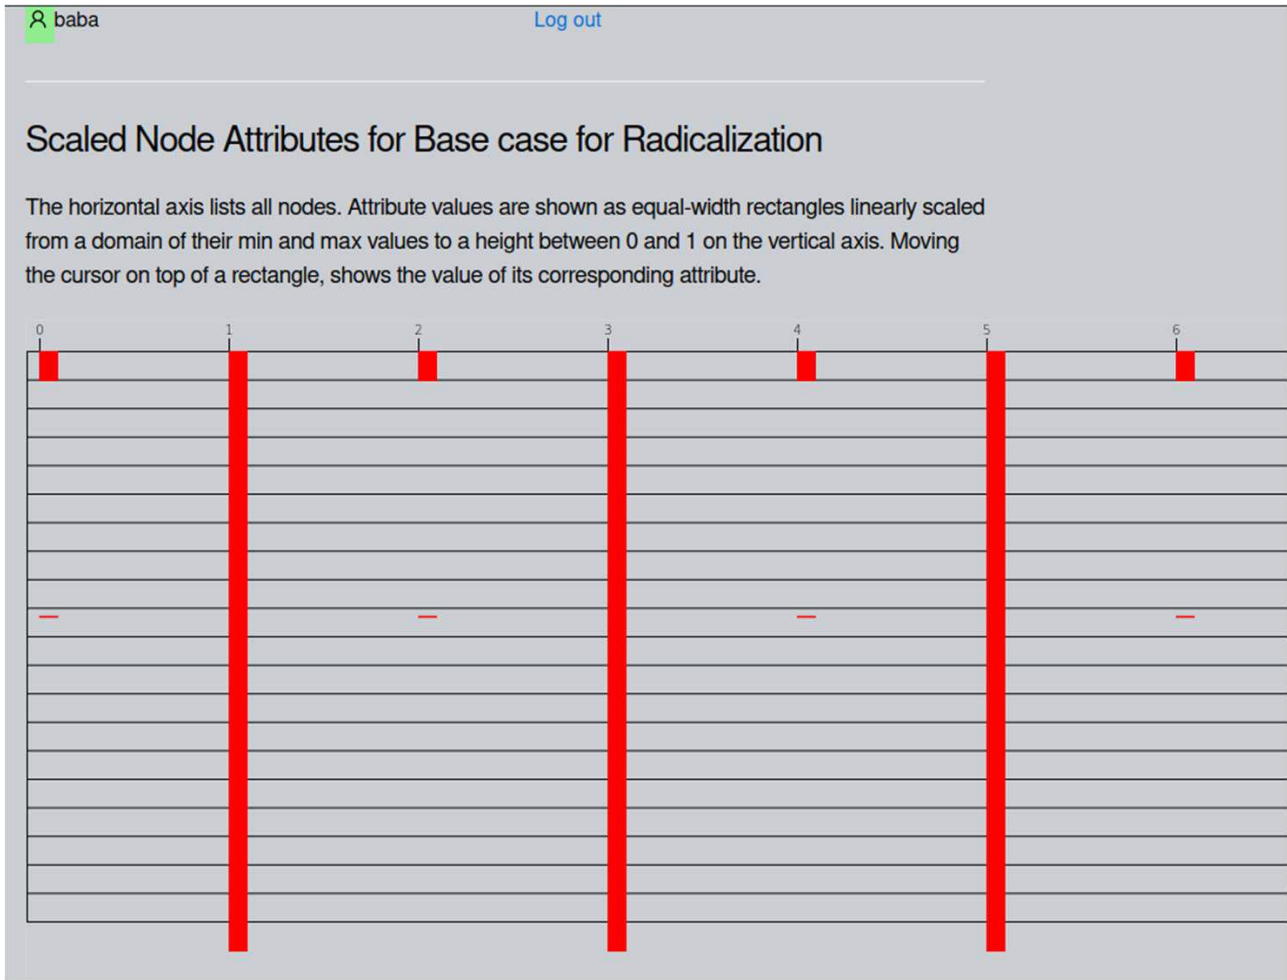 baba Log out
Scaled Node Attributes for Base case for Radicalization
The horizontal axis lists all nodes. Attribute values are shown as equal-width rectangles linearly scaled
from a domain of their min and max values to a height between 0 and 1 on the vertical axis. Moving
the cursor on top of a rectangle, shows the value of its corresponding attribute.
0 1 2 3 4 5 6